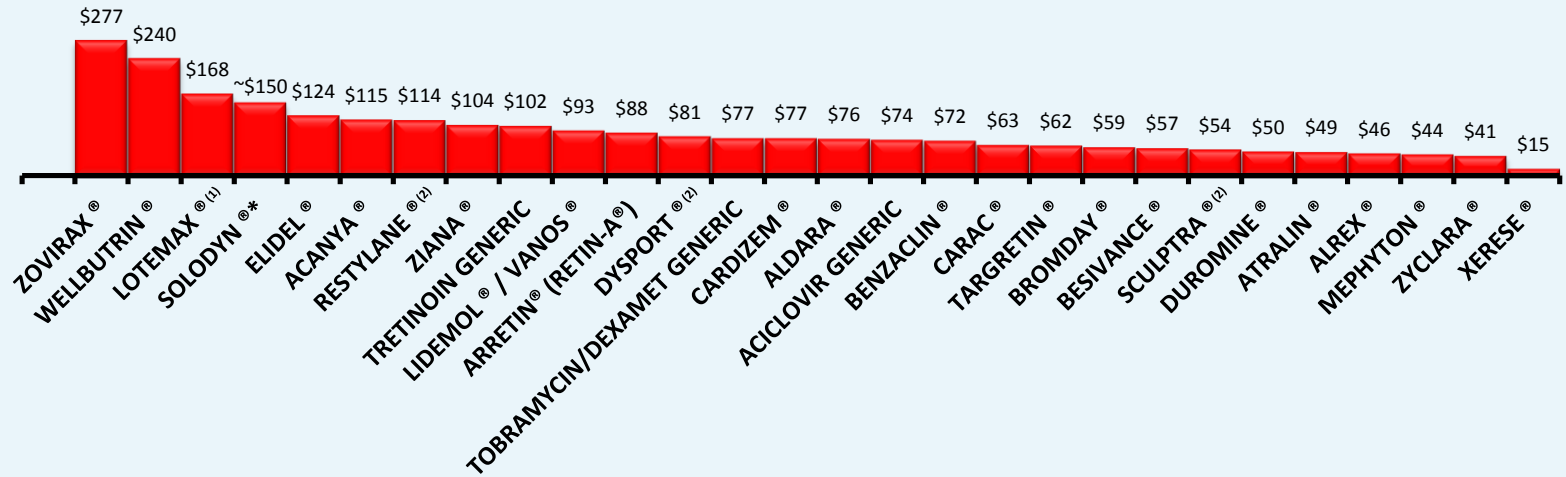 $277
$240
$168
~$150
$124
$115
$114
$104
$102
$93
$88
$81
$77
$77
$76
$74
$72
$63
$62
$59
$57
$54
$50
$49
$46
$44
$41
$15
ZOVIRAX ®
WELLBUTRIN ®
LOTEMAX ®(1)
SOLODYN ®*
ELIDEL ®
ACANYA ®
RESTYLANE ®(2)
ZIANA ®
TRETINOIN GENERIC
LIDEMOL ® / VANOS ®
ARRETIN® (RETIN-A®)
DYSPORT ®(2)
TOBRAMYCIN/DEXAMET GENERIC
CARDIZEM ®
ALDARA ®
ACICLOVIR GENERIC
BENZACLIN ®
CARAC ®
TARGRETIN ®
BROMDAY ®
BESIVANCE ®
SCULPTRA ®(2)
DUROMINE ®
ATRALIN ®
ALREX ®
MEPHYTON ®
ZYCLARA ®
XERESE ®